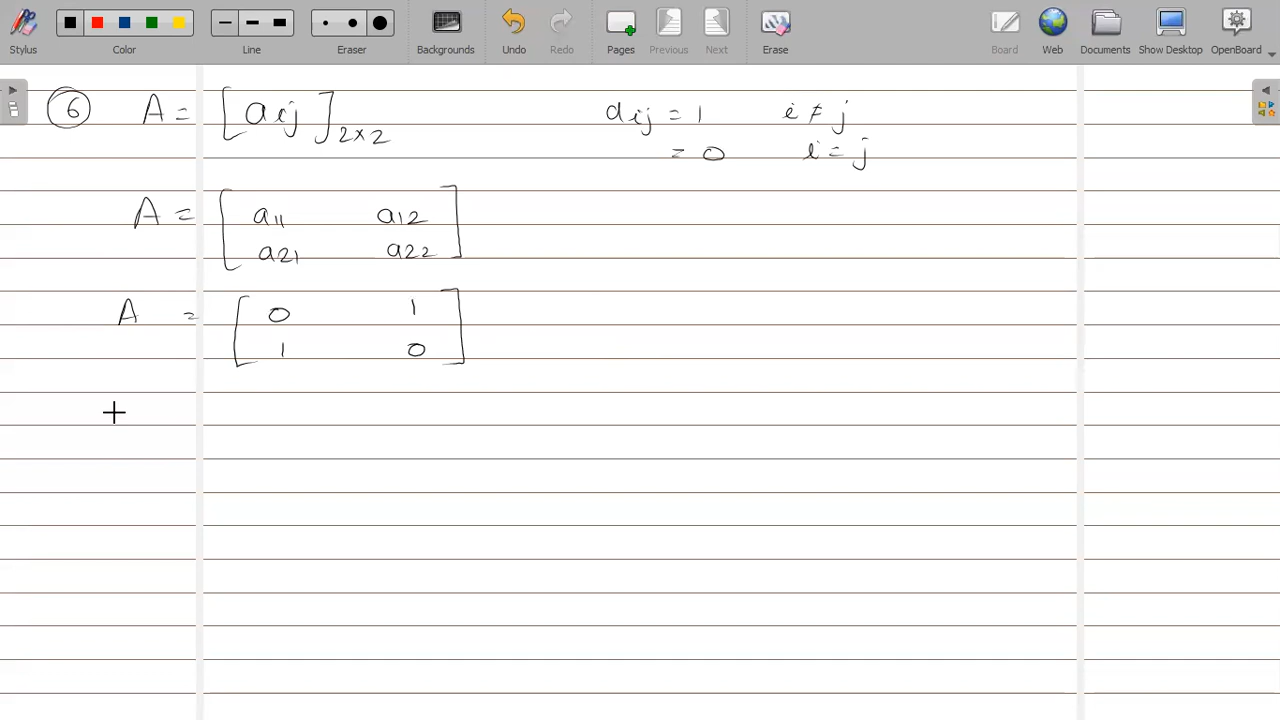 Stylus Color Line Eraser Backgrounds Undo Redo Pages Previous Next Erase Board Web Documents Show Desktop OpenBoard
6 A = [aij]2×2 aij = 1 i ≠ j
= 0 i = j
A = [ a11 a12
a21 a22 ]
A = [ 0 1
1 0 ]